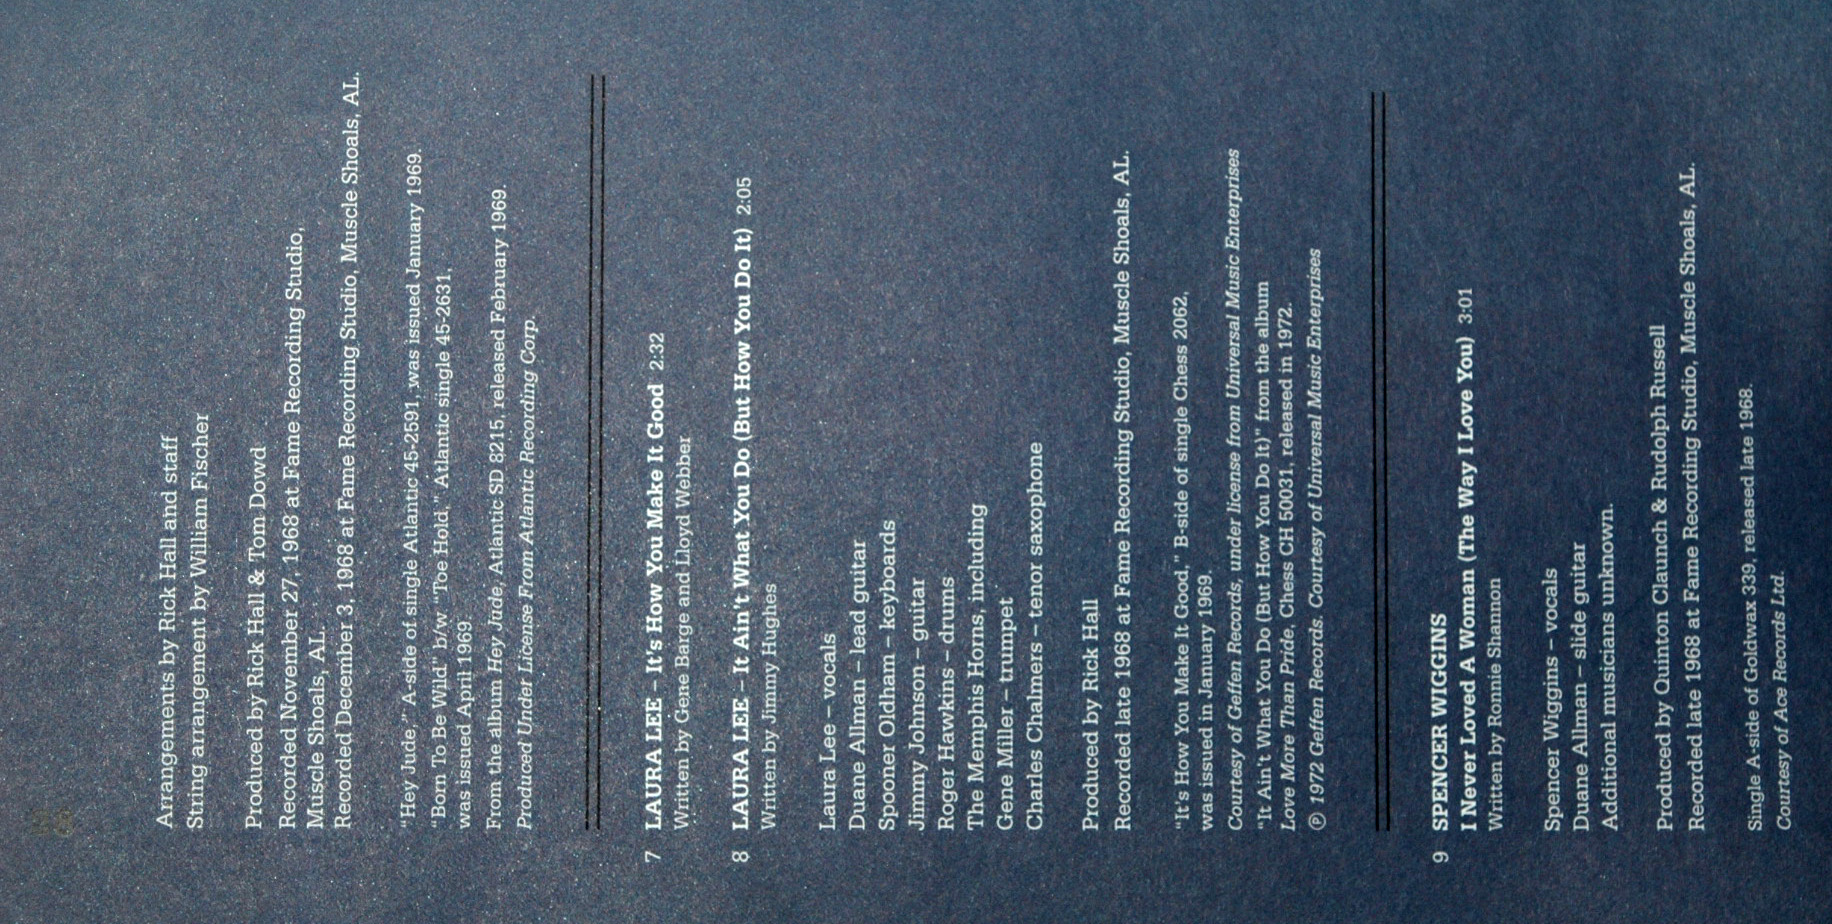 Arrangements by Rick Hall and staff
String arrangement by William Fischer
Produced by Rick Hall & Tom Dowd
Recorded November 27, 1968 at Fame Recording Studio,
Muscle Shoals, AL.
Recorded December 3, 1968 at Fame Recording Studio, Muscle Shoals, AL.
"Hey Jude," A-side of single Atlantic 45-2591, was issued January 1969.
"Born To Be Wild" b/w "Toe Hold," Atlantic single 45-2631,
was issued April 1969
From the album Hey Jude, Atlantic SD 8215, released February 1969.
Produced Under License From Atlantic Recording Corp.
7 LAURA LEE – It's How You Make It Good 2:32
Written by Gene Barge and Lloyd Webber
8 LAURA LEE – It Ain't What You Do (But How You Do It) 2:05
Written by Jimmy Hughes
Laura Lee – vocals
Duane Allman – lead guitar
Spooner Oldham – keyboards
Jimmy Johnson – guitar
Roger Hawkins – drums
The Memphis Horns, including
Gene Miller – trumpet
Charles Chalmers – tenor saxophone
Produced by Rick Hall
Recorded late 1968 at Fame Recording Studio, Muscle Shoals, AL.
"It's How You Make It Good," B-side of single Chess 2062,
was issued in January 1969.
Courtesy of Geffen Records, under license from Universal Music Enterprises
"It Ain't What You Do (But How You Do It)" from the album
Love More Than Pride, Chess CH 50031, released in 1972.
℗ 1972 Geffen Records. Courtesy of Universal Music Enterprises
9 SPENCER WIGGINS
I Never Loved A Woman (The Way I Love You) 3:01
Written by Ronnie Shannon
Spencer Wiggins – vocals
Duane Allman – slide guitar
Additional musicians unknown.
Produced by Quinton Claunch & Rudolph Russell
Recorded late 1968 at Fame Recording Studio, Muscle Shoals, AL.
Single A-side of Goldwax 339, released late 1968.
Courtesy of Ace Records Ltd.